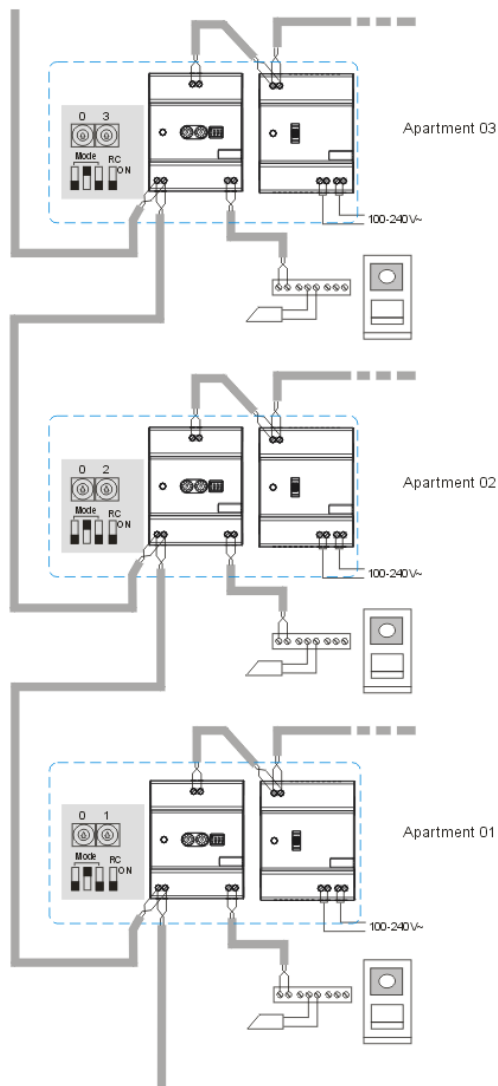 0 3
Mode RC
ON
Apartment 03
100-240V~
0 2
Mode RC
ON
Apartment 02
100-240V~
0 1
Mode RC
ON
Apartment 01
100-240V~